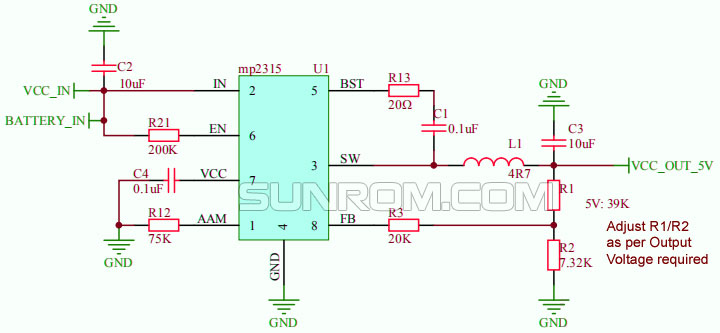 GND
C2
10uF
VCC_IN
BATTERY_IN
R21
200K
C4
0.1uF
R12
75K
GND
mp2315
U1
IN
2
EN
6
VCC
7
AAM
1
4
GND
GND
5
BST
3
SW
8
FB
R13
20Ω
C1
0.1uF
L1
4R7
R3
20K
GND
C3
10uF
VCC_OUT_5V
R1
5V: 39K
Adjust R1/R2
as per Output
Voltage required
R2
7.32K
GND
SUNROM.COM